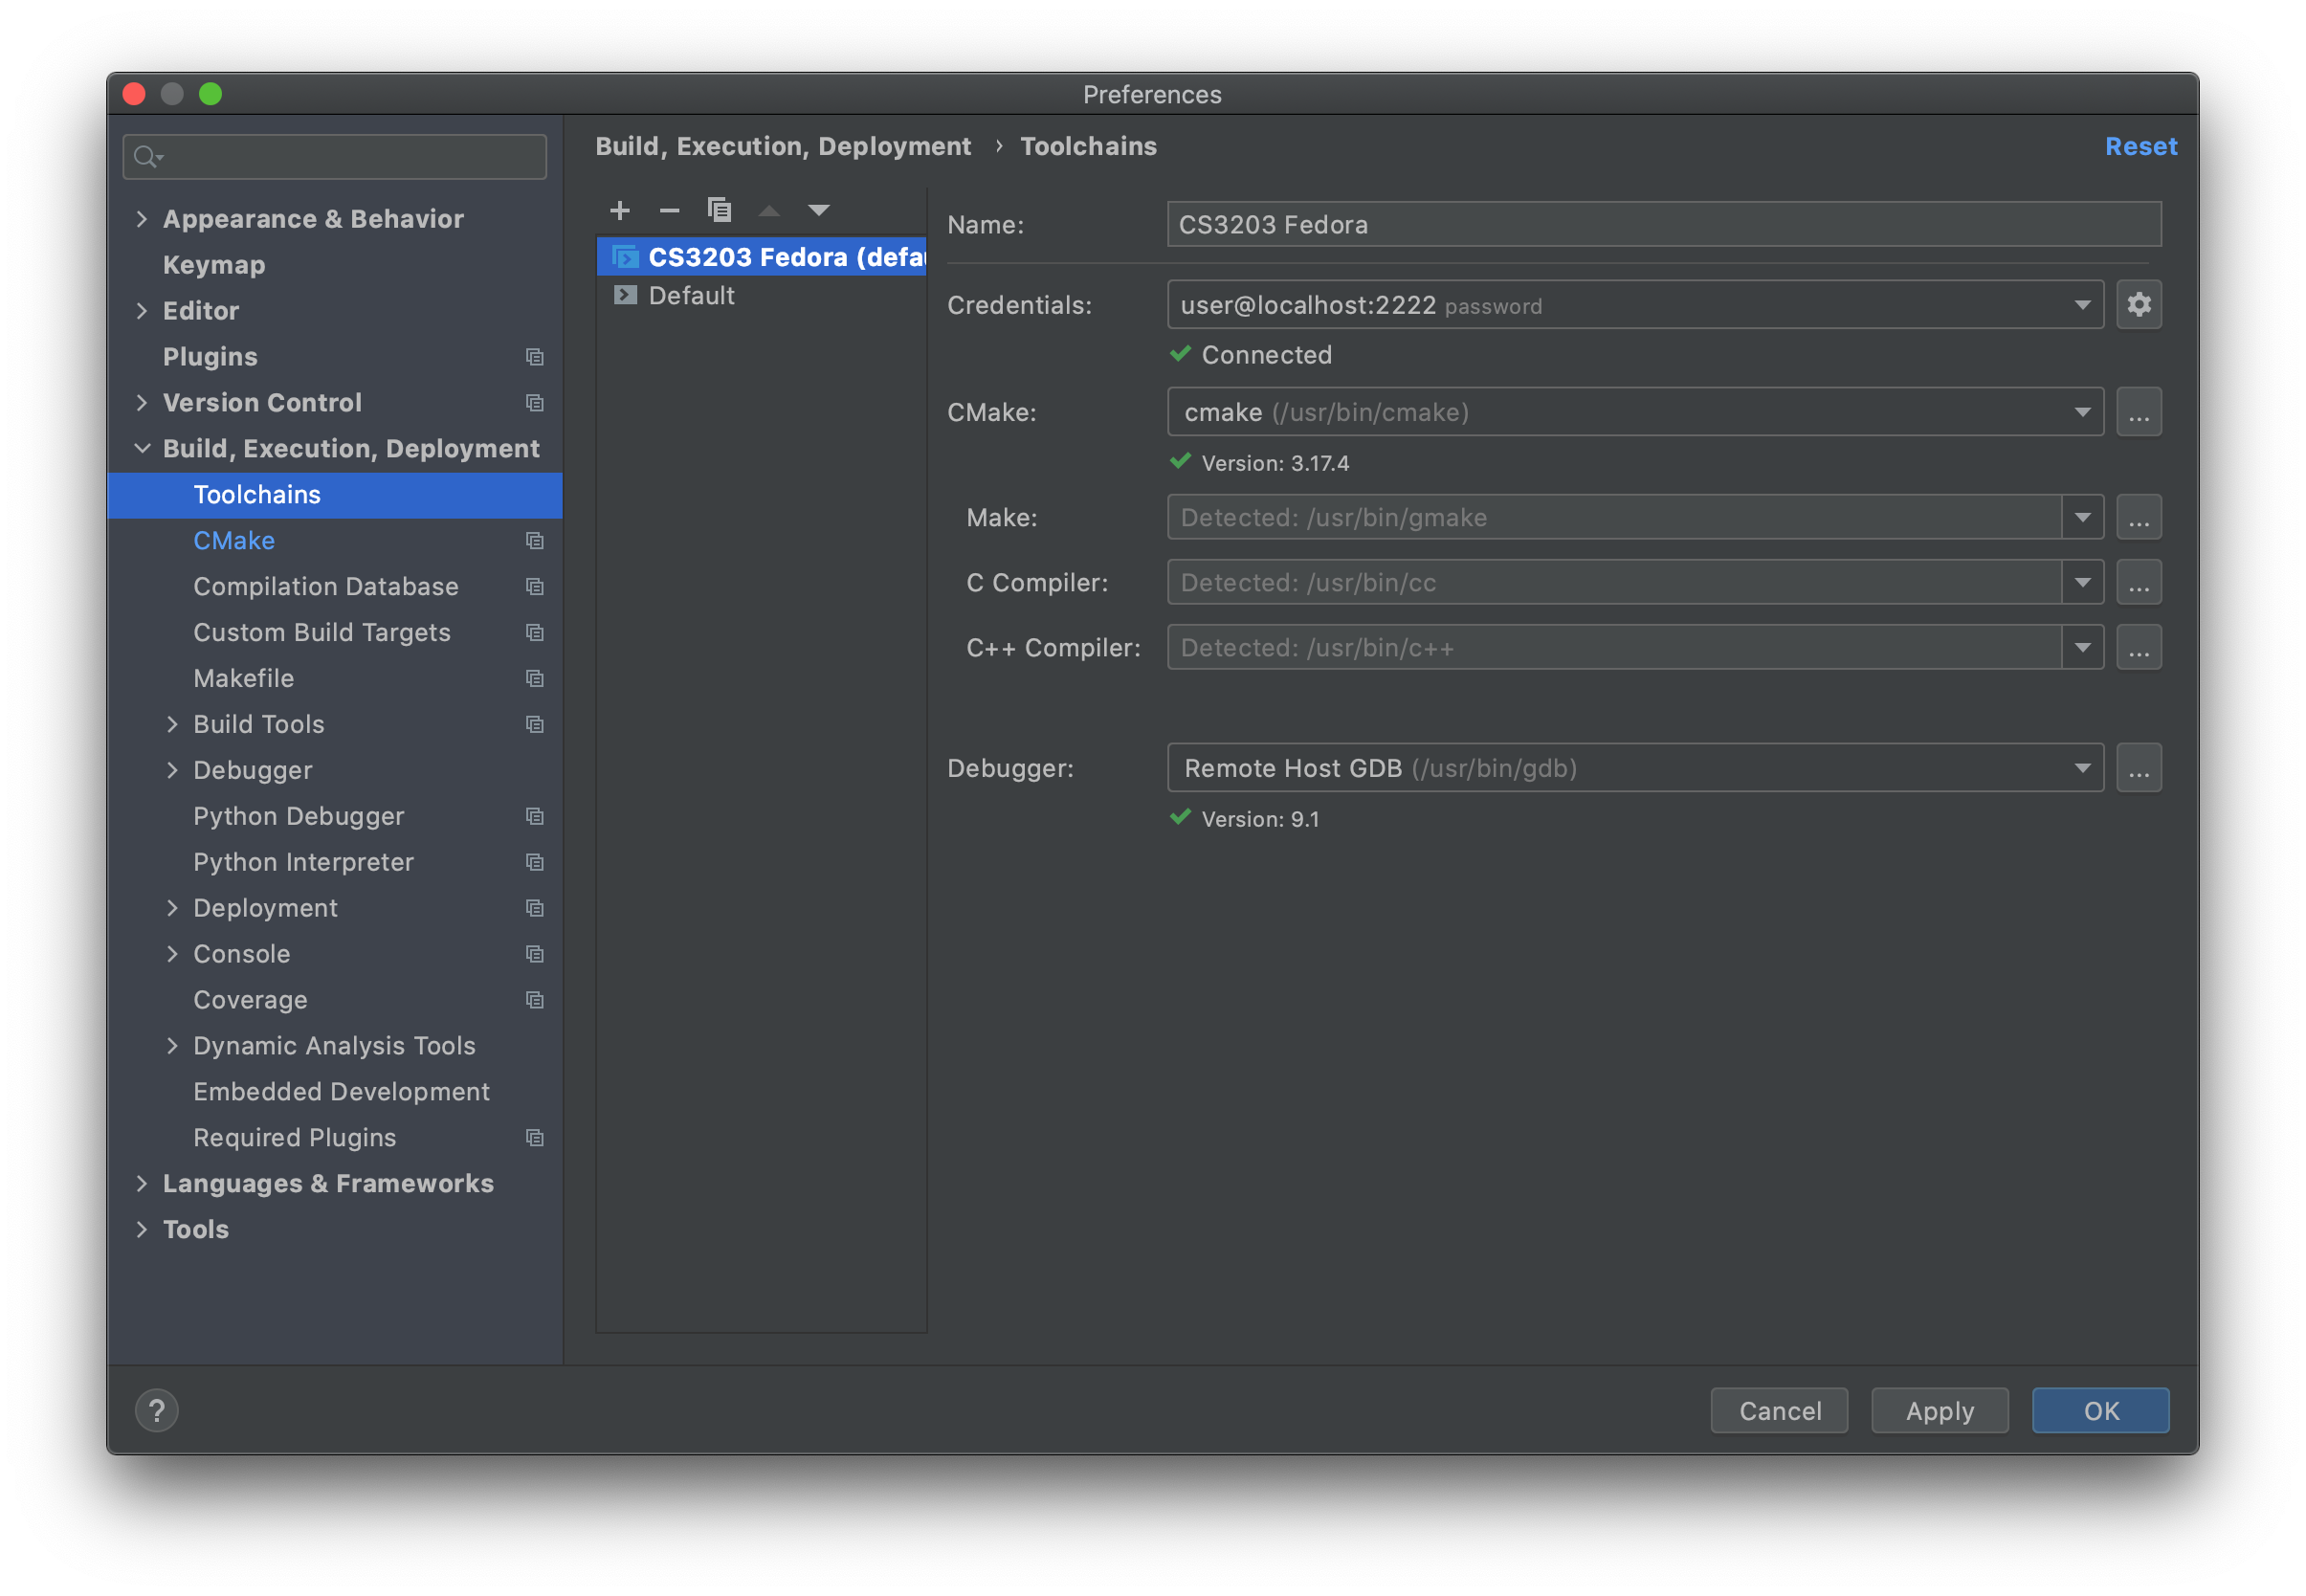 Preferences
Appearance & Behavior
Keymap
Editor
Plugins
Version Control
Build, Execution, Deployment
Toolchains
CMake
Compilation Database
Custom Build Targets
Makefile
Build Tools
Debugger
Python Debugger
Python Interpreter
Deployment
Console
Coverage
Dynamic Analysis Tools
Embedded Development
Required Plugins
Languages & Frameworks
Tools
Build, Execution, Deployment › Toolchains
Reset
CS3203 Fedora (defau
Default
Name: CS3203 Fedora
Credentials: user@localhost:2222 password
Connected
CMake: cmake (/usr/bin/cmake) ...
Version: 3.17.4
Make: Detected: /usr/bin/gmake ...
C Compiler: Detected: /usr/bin/cc ...
C++ Compiler: Detected: /usr/bin/c++ ...
Debugger: Remote Host GDB (/usr/bin/gdb) ...
Version: 9.1
? Cancel Apply OK